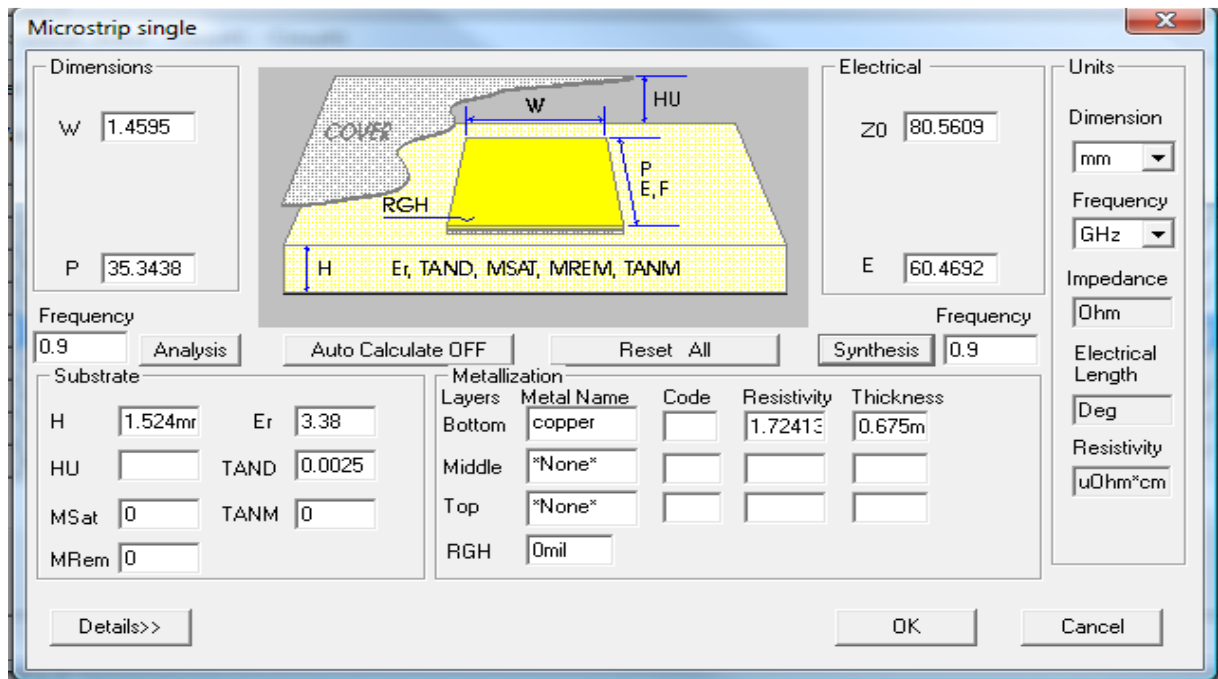 Microstrip single
Dimensions
W 1.4595
P 35.3438
COVER
W
HU
P
E, F
RGH
H Er, TAND, MSAT, MREM, TANM
Electrical
Z0 80.5609
E 60.4692
Units
Dimension
mm
Frequency
GHz
Impedance
Ohm
Electrical
Length
Deg
Resistivity
uOhm*cm
Frequency
0.9 Analysis
Auto Calculate OFF
Reset All
Frequency
Synthesis 0.9
Substrate
H 1.524mr Er 3.38
HU TAND 0.0025
MSat 0 TANM 0
MRem 0
Metallization
Layers Metal Name Code Resistivity Thickness
Bottom copper 1.72413 0.675m
Middle *None*
Top *None*
RGH 0mil
Details>>
OK
Cancel